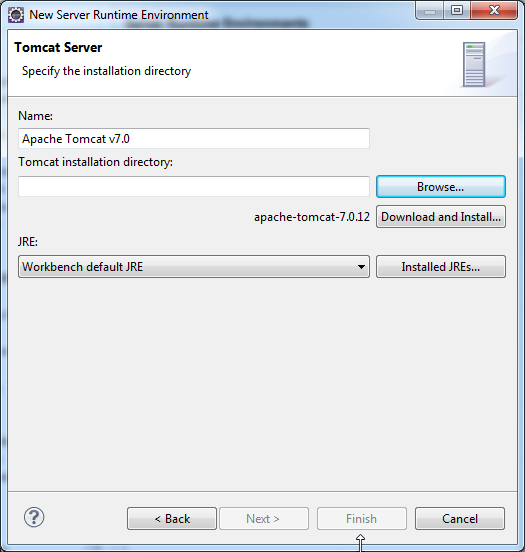 New Server Runtime Environment
Tomcat Server
Specify the installation directory
Name:
Apache Tomcat v7.0
Tomcat installation directory:
Browse...
apache-tomcat-7.0.12 Download and Install...
JRE:
Workbench default JRE Installed JREs...
? < Back Next > Finish Cancel